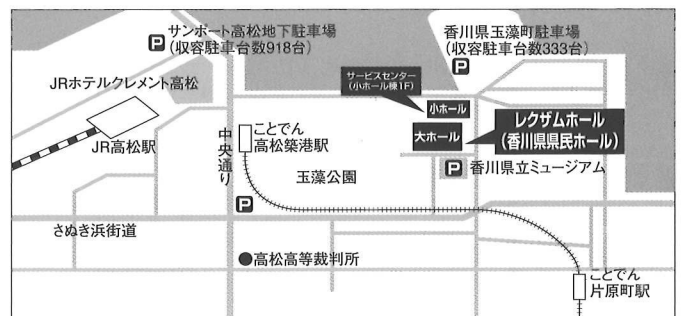 サンポート高松地下駐車場
(収容駐車台数918台)
香川県玉藻町駐車場
(収容駐車台数333台)
P
P
JRホテルクレメント高松
サービスセンター
(小ホール棟1F)
小ホール
大ホール
レクザムホール
(香川県県民ホール)
JR高松駅
中央通り
ことでん
高松築港駅
玉藻公園
P 香川県立ミュージアム
P
さぬき浜街道
●高松高等裁判所
ことでん
片原町駅